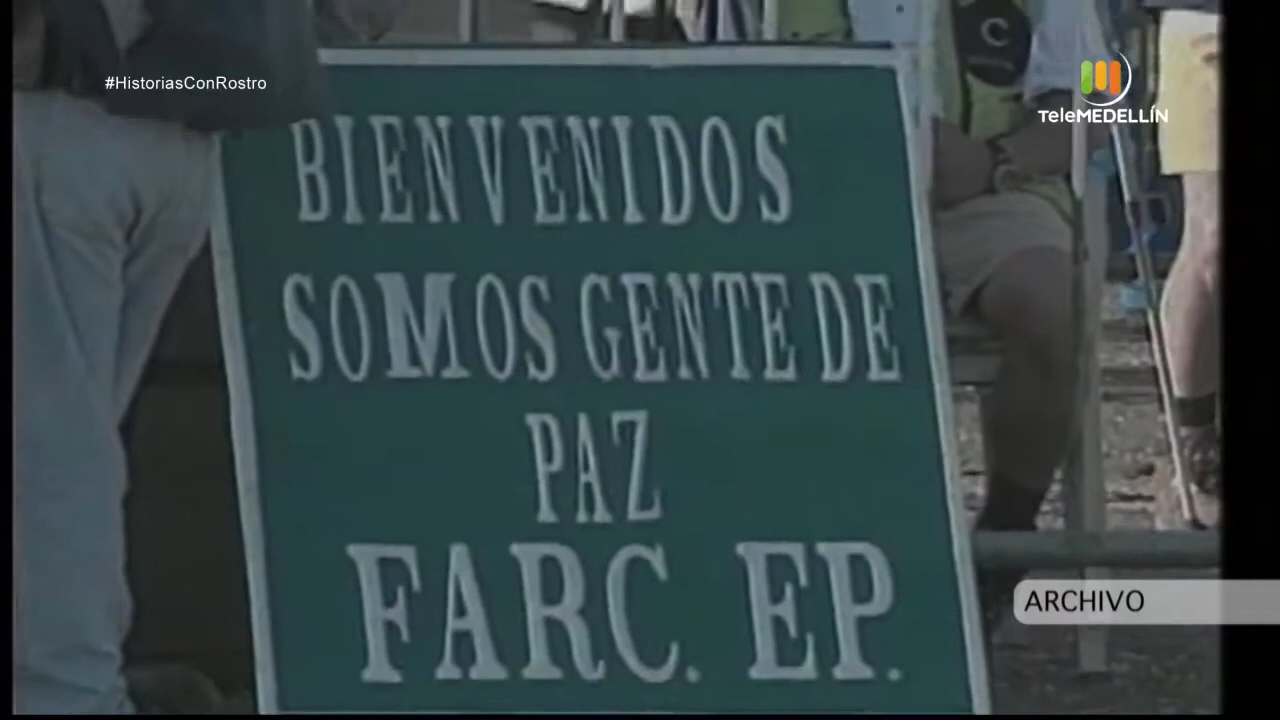 #HistoriasConRostro
TeleMEDELLÍN
BIENVENIDOS
SOMOS GENTE DE
PAZ
FARC. EP.
ARCHIVO
C